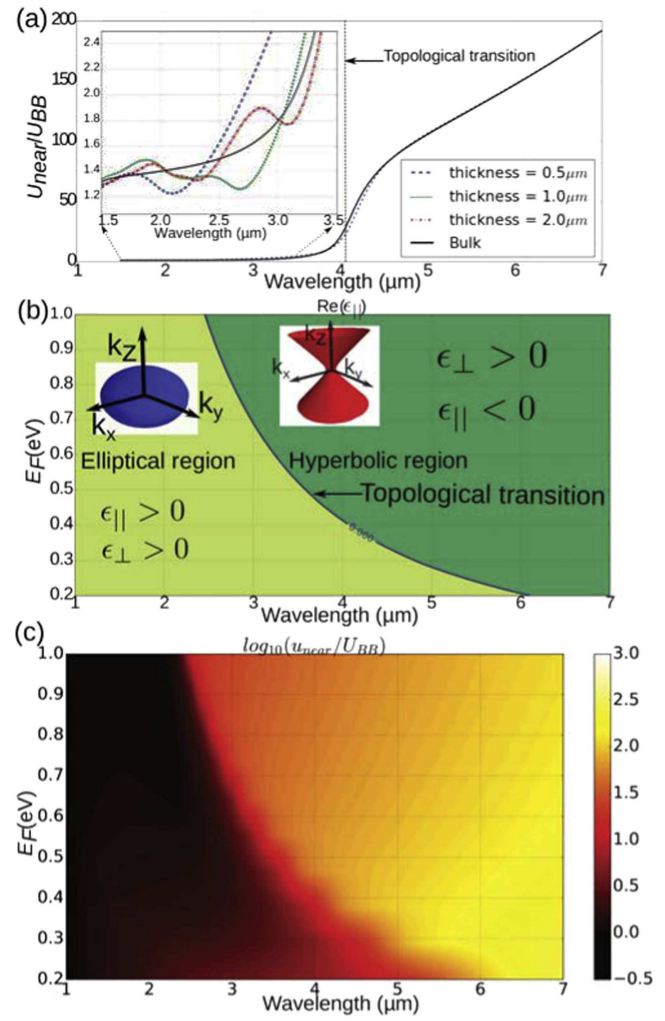 (a)
200
150
100
50
0
U_near/U_BB
2.4
2.2
2.0
1.8
1.6
1.4
1.2
1.5 2.0 2.5 3.0 3.5
Wavelength (μm)
Topological transition
thickness = 0.5μm
thickness = 1.0μm
thickness = 2.0μm
Bulk
1 2 3 4 5 6 7
Wavelength (μm)
(b)
Re(ϵ||)
1.0
0.9
0.8
0.7
0.6
0.5
0.4
0.3
0.2
E_F(eV)
k_z
k_x
k_y
Elliptical region
ϵ|| > 0
ϵ⊥ > 0
k_z
k_x
k_y
ϵ⊥ > 0
ϵ|| < 0
Hyperbolic region
Topological transition
0.000
1 2 3 4 5 6 7
Wavelength (μm)
(c)
log10(u_near/U_BB)
1.0
0.9
0.8
0.7
0.6
0.5
0.4
0.3
0.2
E_F(eV)
1 2 3 4 5 6 7
Wavelength (μm)
3.0
2.5
2.0
1.5
1.0
0.5
0.0
−0.5